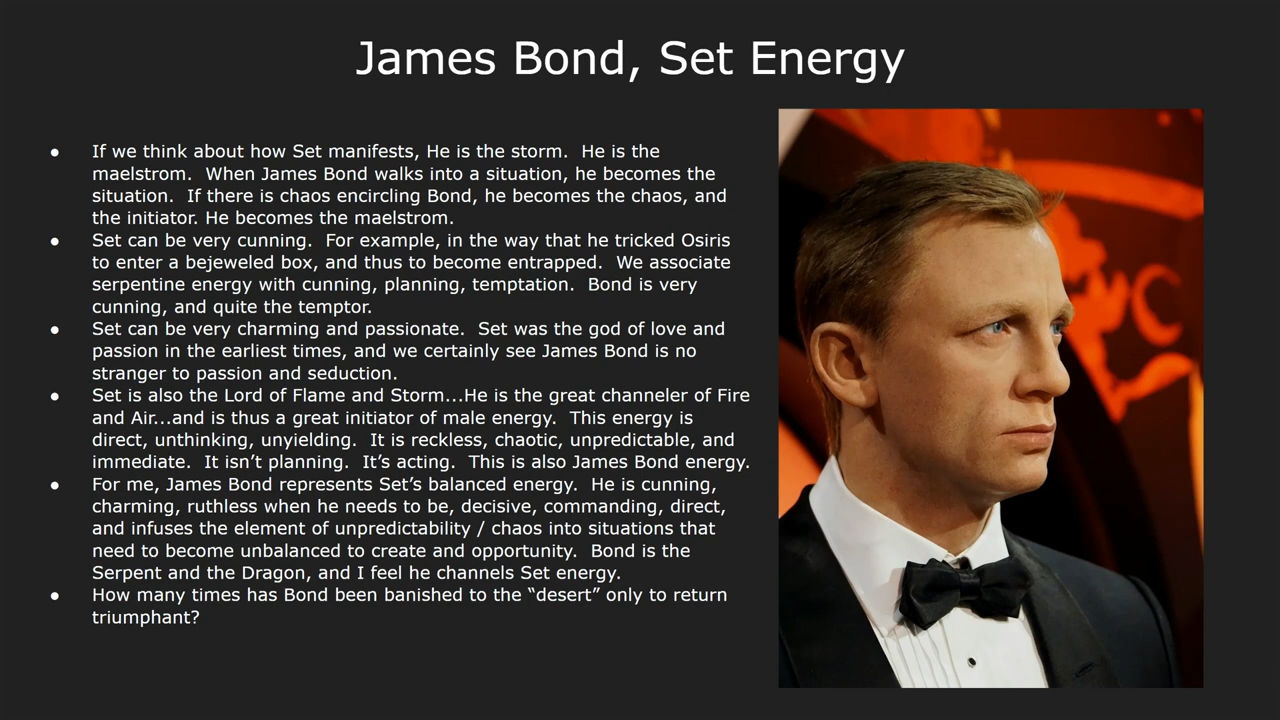 James Bond, Set Energy
● If we think about how Set manifests, He is the storm.  He is the
maelstrom.  When James Bond walks into a situation, he becomes the
situation.  If there is chaos encircling Bond, he becomes the chaos, and
the initiator. He becomes the maelstrom.
● Set can be very cunning.  For example, in the way that he tricked Osiris
to enter a bejeweled box, and thus to become entrapped.  We associate
serpentine energy with cunning, planning, temptation.  Bond is very
cunning, and quite the temptor.
● Set can be very charming and passionate.  Set was the god of love and
passion in the earliest times, and we certainly see James Bond is no
stranger to passion and seduction.
● Set is also the Lord of Flame and Storm...He is the great channeler of Fire
and Air...and is thus a great initiator of male energy.  This energy is
direct, unthinking, unyielding.  It is reckless, chaotic, unpredictable, and
immediate.  It isn’t planning.  It’s acting.  This is also James Bond energy.
● For me, James Bond represents Set’s balanced energy.  He is cunning,
charming, ruthless when he needs to be, decisive, commanding, direct,
and infuses the element of unpredictability / chaos into situations that
need to become unbalanced to create and opportunity.  Bond is the
Serpent and the Dragon, and I feel he channels Set energy.
● How many times has Bond been banished to the “desert” only to return
triumphant?